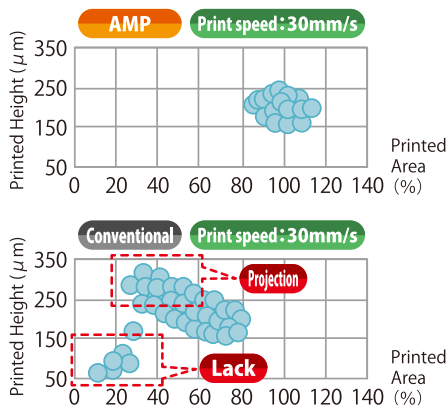 AMP
Print speed:30mm/s
Printed Height (μm)
350
250
150
50
0 20 40 60 80 100 120 140
Printed
Area
(%)
Conventional
Print speed:30mm/s
Printed Height (μm)
350
250
150
50
0 20 40 60 80 100 120 140
Projection
Lack
Printed
Area
(%)